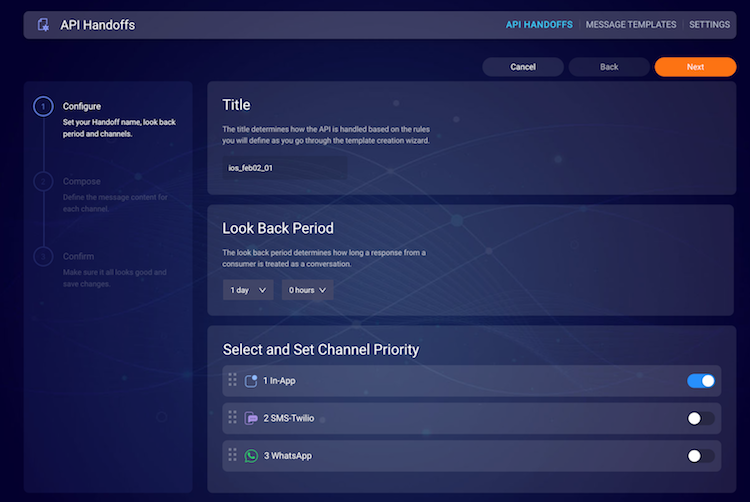 API Handoffs
API HANDOFFS
MESSAGE TEMPLATES
SETTINGS
Cancel
Back
Next
1
Configure
Set your Handoff name, look back
period and channels.
2
Compose
Define the message content for
each channel.
3
Confirm
Make sure it all looks good and
save changes.
Title
The title determines how the API is handled based on the rules
you will define as you go through the template creation wizard.
ios_feb02_01
Look Back Period
The look back period determines how long a response from a
consumer is treated as a conversation.
1 day
0 hours
Select and Set Channel Priority
1 In-App
2 SMS-Twilio
3 WhatsApp